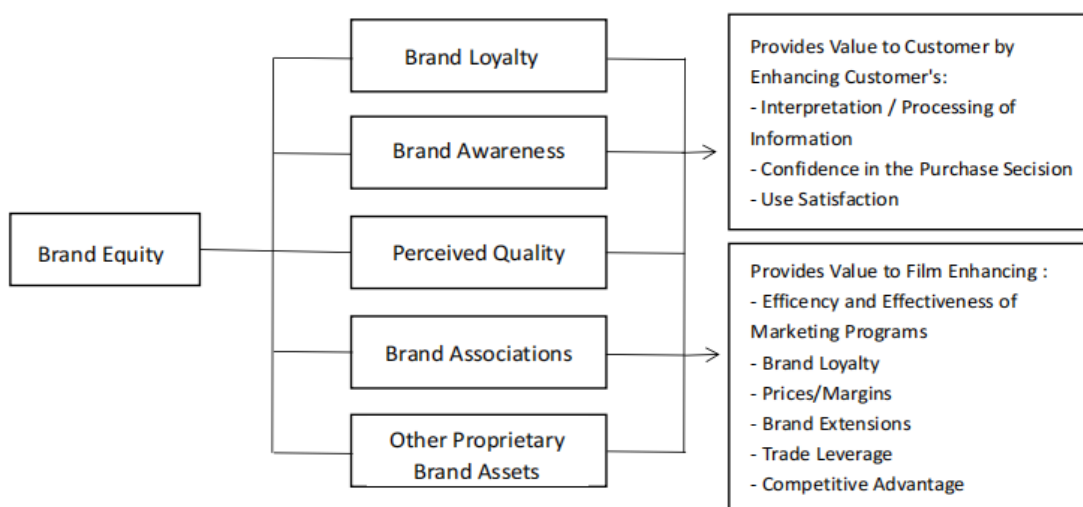 Brand Equity
Brand Loyalty
Brand Awareness
Perceived Quality
Brand Associations
Other Proprietary
Brand Assets
Provides Value to Customer by
Enhancing Customer's:
- Interpretation / Processing of
Information
- Confidence in the Purchase Secision
- Use Satisfaction
Provides Value to Film Enhancing :
- Efficency and Effectiveness of
Marketing Programs
- Brand Loyalty
- Prices/Margins
- Brand Extensions
- Trade Leverage
- Competitive Advantage